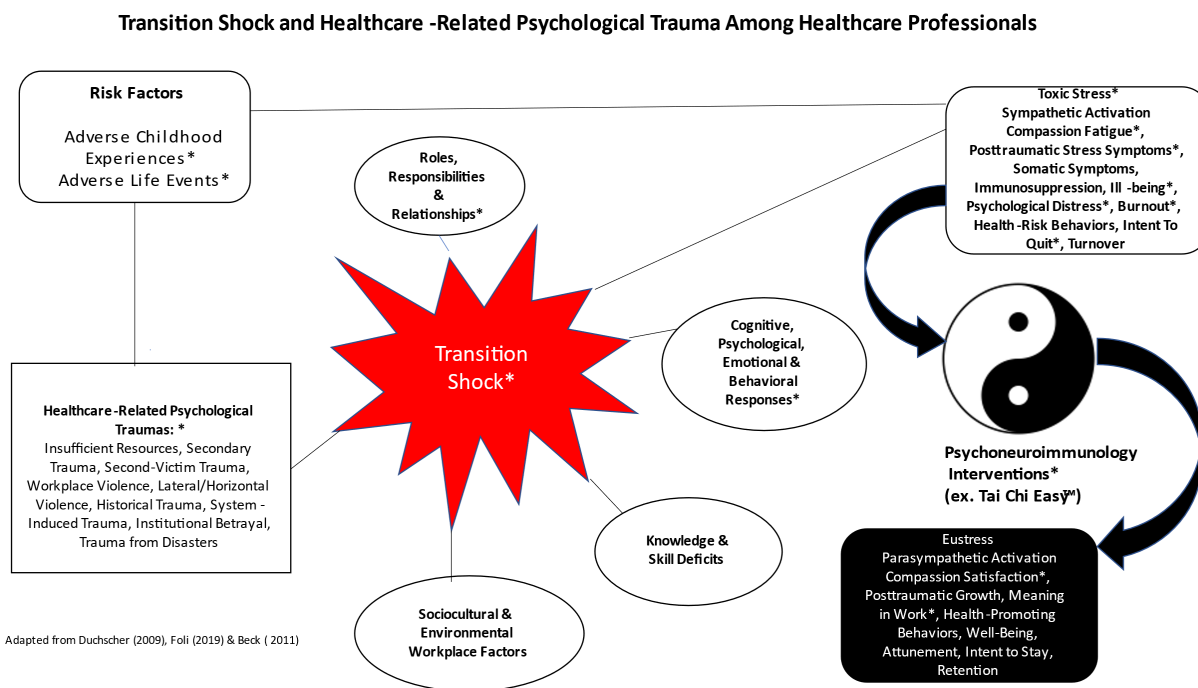 Transition Shock and Healthcare -Related Psychological Trauma Among Healthcare Professionals
Risk Factors
Adverse Childhood
Experiences*
Adverse Life Events*
Roles,
Responsibilities
&
Relationships*
Toxic Stress*
Sympathetic Activation
Compassion Fatigue*,
Posttraumatic Stress Symptoms*,
Somatic Symptoms,
Immunosuppression, Ill -being*,
Psychological Distress*, Burnout*,
Health-Risk Behaviors, Intent To
Quit*, Turnover
Transition
Shock*
Cognitive,
Psychological,
Emotional &
Behavioral
Responses*
Healthcare -Related Psychological
Traumas: *
Insufficient Resources, Secondary
Trauma, Second-Victim Trauma,
Workplace Violence, Lateral/Horizontal
Violence, Historical Trauma, System -
Induced Trauma, Institutional Betrayal,
Trauma from Disasters
Psychoneuroimmunology
Interventions*
(ex. Tai Chi Easy™)
Knowledge &
Skill Deficits
Sociocultural &
Environmental
Workplace Factors
Eustress
Parasympathetic Activation
Compassion Satisfaction*,
Posttraumatic Growth, Meaning
in Work*, Health-Promoting
Behaviors, Well-Being,
Attunement, Intent to Stay,
Retention
Adapted from Duchscher (2009), Foli (2019) & Beck ( 2011)